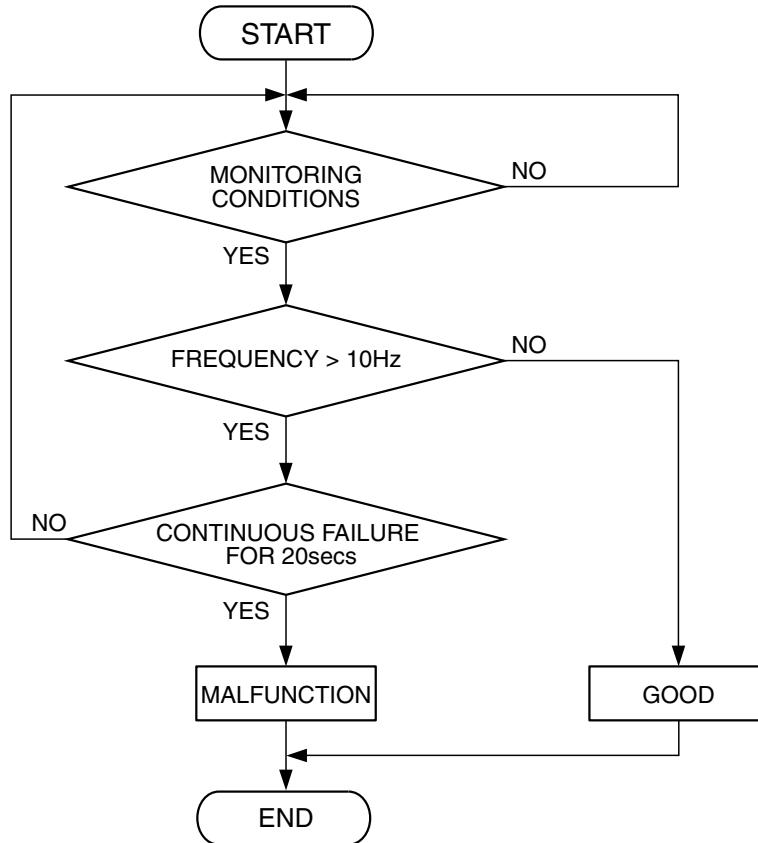 START
MONITORING
CONDITIONS
NO
YES
FREQUENCY > 10Hz
NO
YES
CONTINUOUS FAILURE
FOR 20secs
NO
YES
MALFUNCTION
GOOD
END